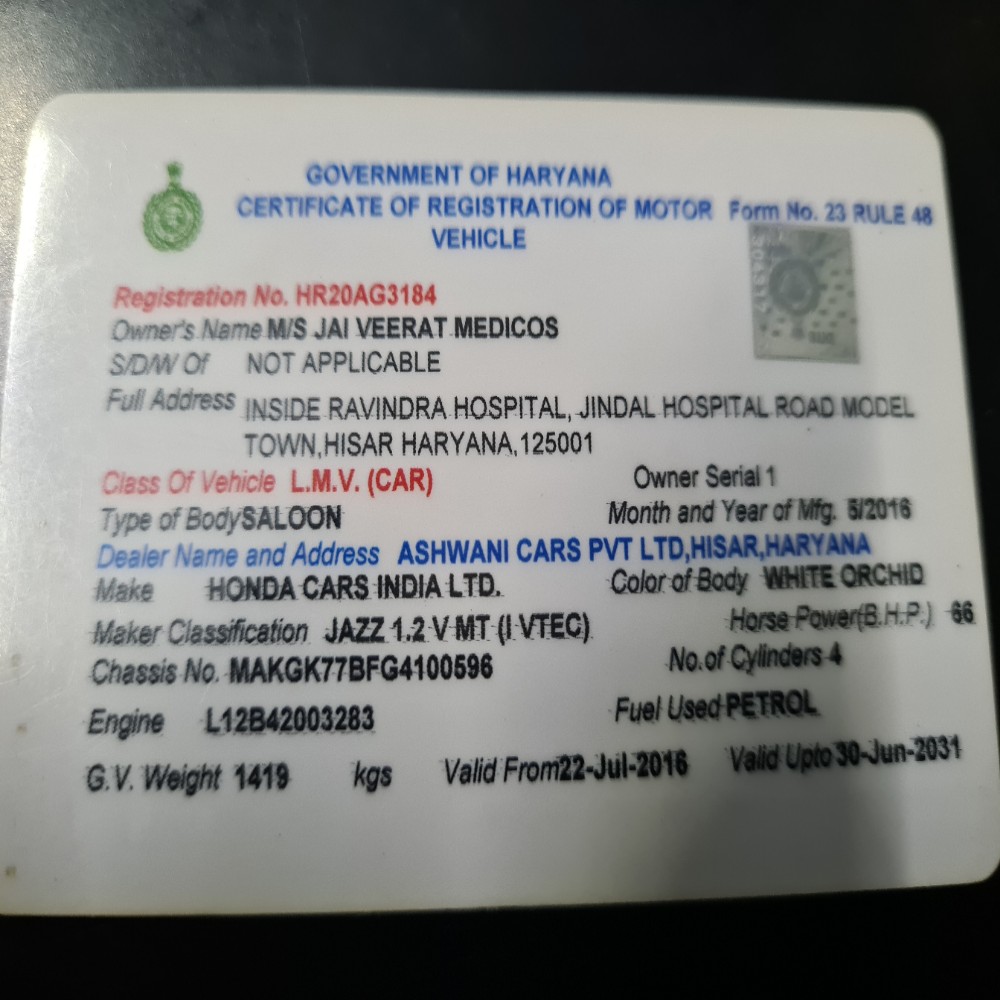 GOVERNMENT OF HARYANA
CERTIFICATE OF REGISTRATION OF MOTOR Form No. 23 RULE 48
VEHICLE
Registration No. HR20AG3184
Owner's Name M/S JAI VEERAT MEDICOS
S/D/W Of NOT APPLICABLE
Full Address INSIDE RAVINDRA HOSPITAL, JINDAL HOSPITAL ROAD MODEL
TOWN,HISAR HARYANA,125001
Class Of Vehicle L.M.V. (CAR) Owner Serial 1
Type of Body SALOON Month and Year of Mfg. 5/2016
Dealer Name and Address ASHWANI CARS PVT LTD,HISAR,HARYANA
Make HONDA CARS INDIA LTD. Color of Body WHITE ORCHID
Maker Classification JAZZ 1.2 V MT (I VTEC) Horse Power(B.H.P.) 66
Chassis No. MAKGK77BFG4100596 No.of Cylinders 4
Engine L12B42003283 Fuel Used PETROL
G.V. Weight 1419 kgs Valid From 22-Jul-2016 Valid Upto 30-Jun-2031